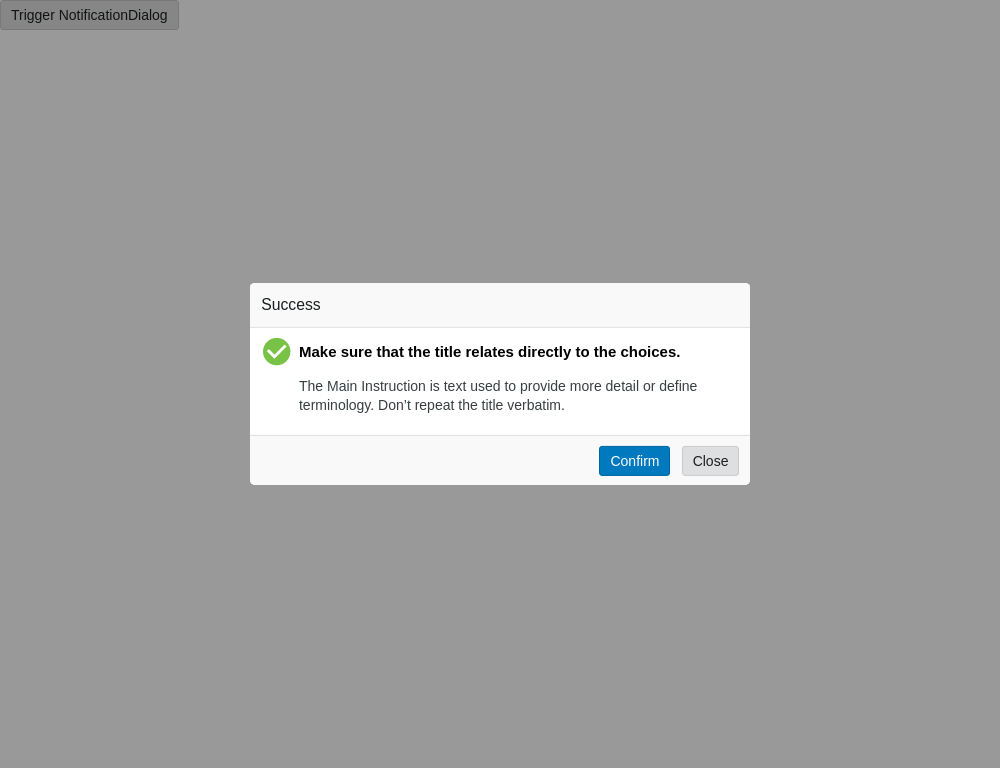 Trigger NotificationDialog
Success
Make sure that the title relates directly to the choices.
The Main Instruction is text used to provide more detail or define
terminology. Don’t repeat the title verbatim.
Confirm Close